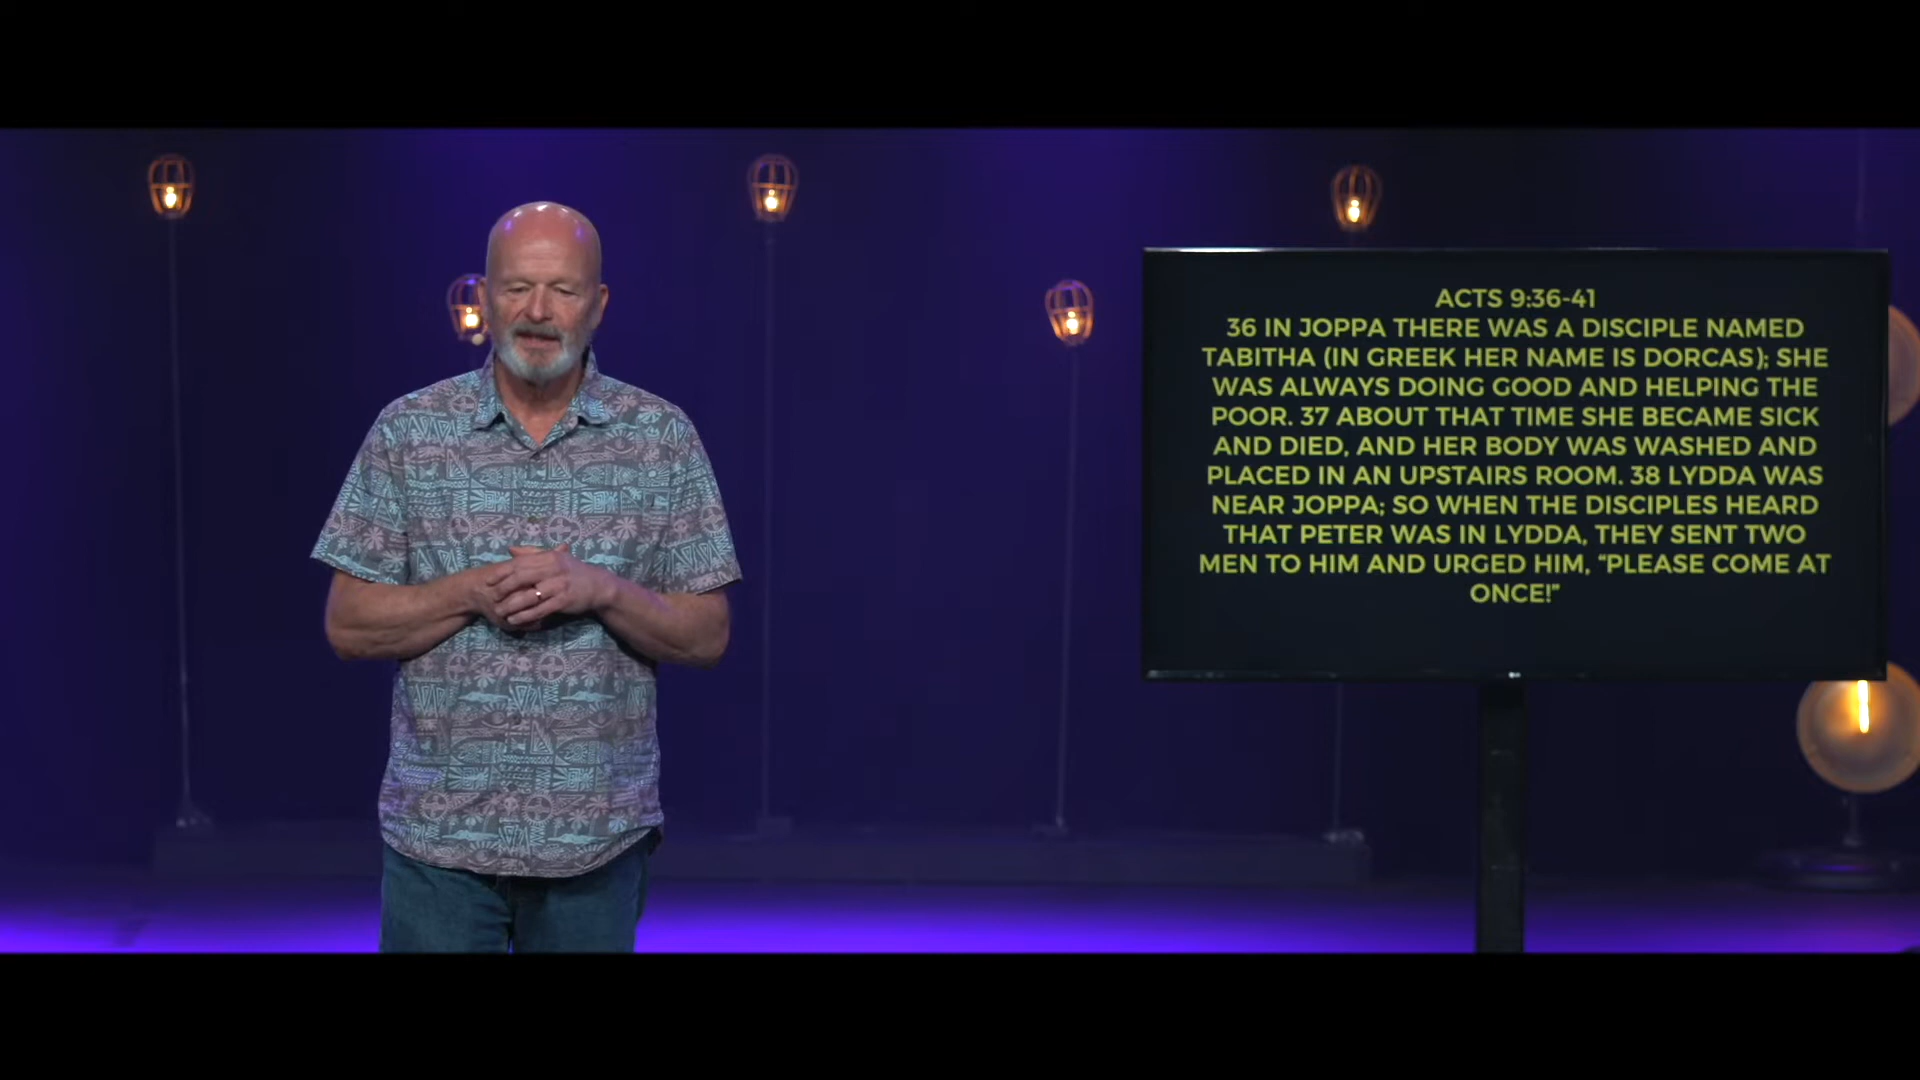 ACTS 9:36-41
36 IN JOPPA THERE WAS A DISCIPLE NAMED
TABITHA (IN GREEK HER NAME IS DORCAS); SHE
WAS ALWAYS DOING GOOD AND HELPING THE
POOR. 37 ABOUT THAT TIME SHE BECAME SICK
AND DIED, AND HER BODY WAS WASHED AND
PLACED IN AN UPSTAIRS ROOM. 38 LYDDA WAS
NEAR JOPPA; SO WHEN THE DISCIPLES HEARD
THAT PETER WAS IN LYDDA, THEY SENT TWO
MEN TO HIM AND URGED HIM, “PLEASE COME AT
ONCE!”